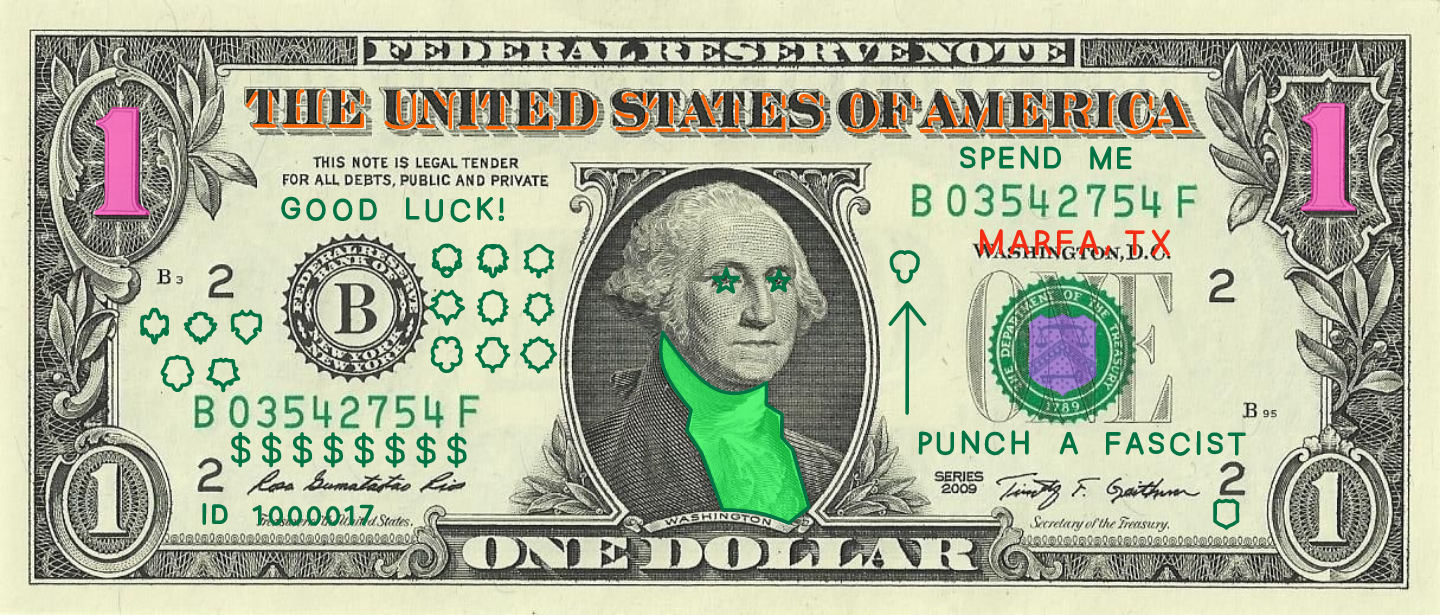 FEDERAL RESERVE NOTE
THE UNITED STATES OF AMERICA
1
1
THIS NOTE IS LEGAL TENDER
FOR ALL DEBTS, PUBLIC AND PRIVATE
GOOD LUCK!
SPEND ME
B 03542754 F
MARFA, TX
WASHINGTON, D.C.
B 3
2
FEDERAL RESERVE
BANK OF
B
NEW YORK
NEW YORK
ONE
THE DEPARTMENT OF THE TREASURY
1789
2
B 95
B 03542754 F
$$$$$$$$
PUNCH A FASCIST
2
Rosa Gumataotao Rios
ID 1000017
Treasurer of the United States.
SERIES
2009
Timothy F. Geithner
2
Secretary of the Treasury.
1
WASHINGTON
1
ONE DOLLAR